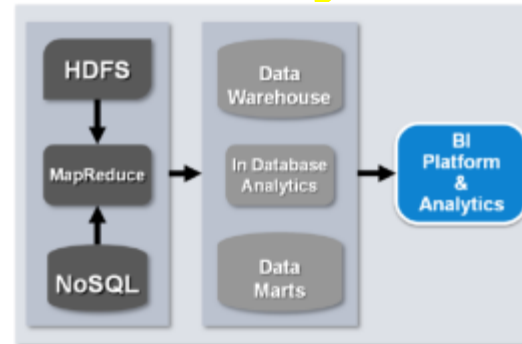 HDFS
MapReduce
NoSQL
Data
Warehouse
In Database
Analytics
Data
Marts
BI
Platform
&
Analytics